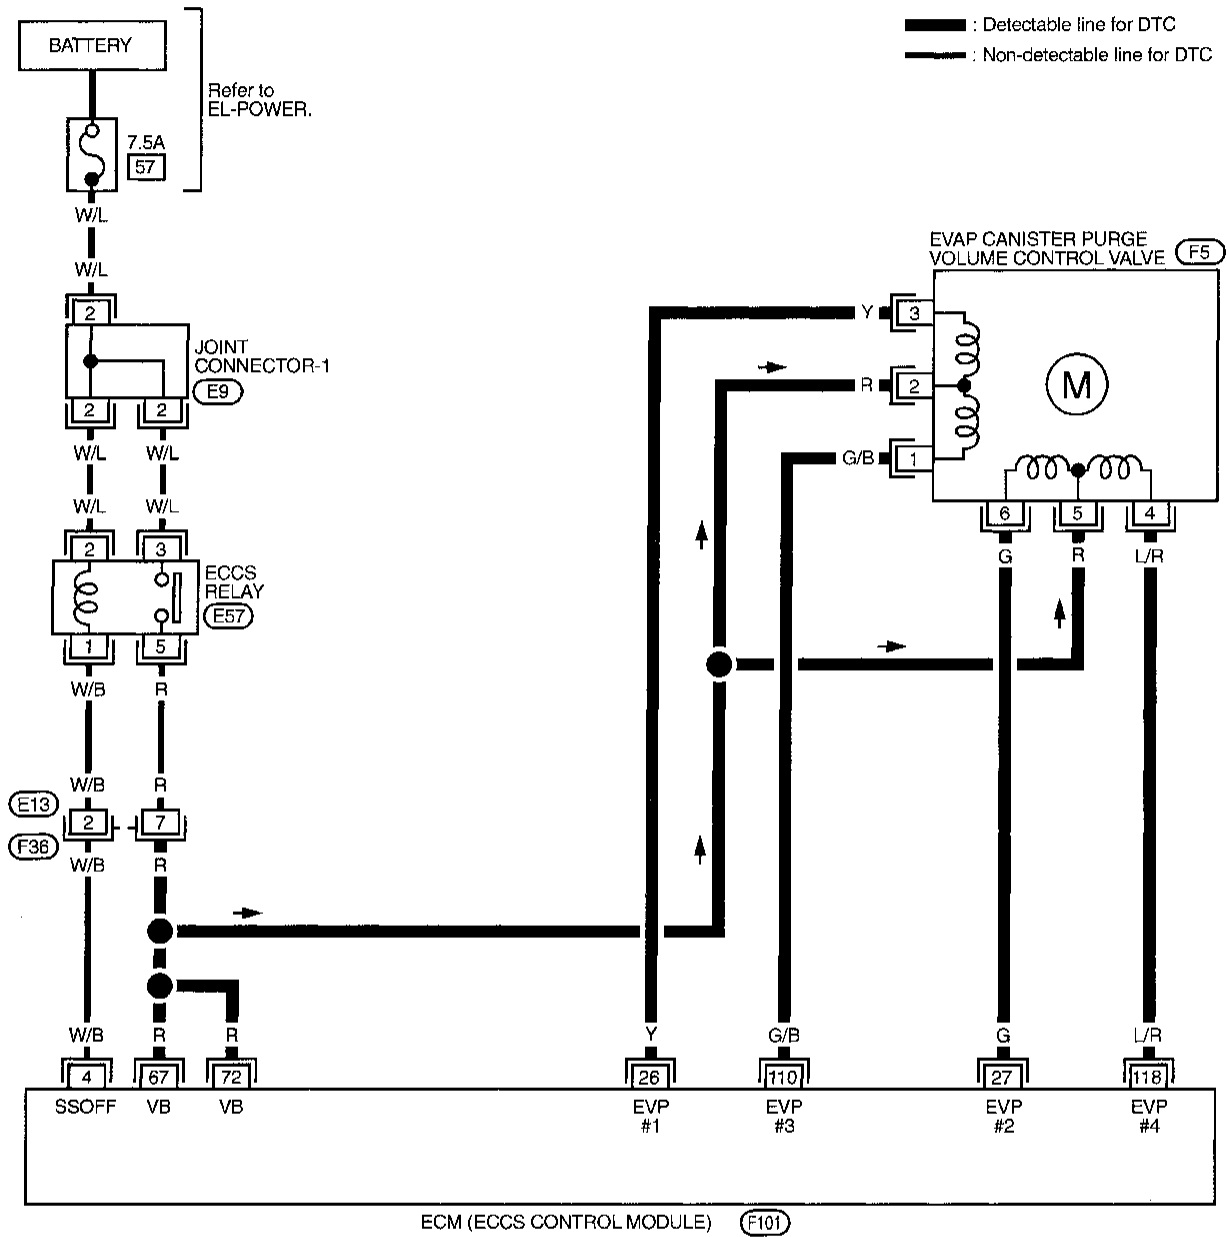 BATTERY
Refer to
EL-POWER.
7.5A
57
: Detectable line for DTC
: Non-detectable line for DTC
W/L
W/L
2
JOINT
CONNECTOR-1
E9
2 2
W/L W/L
W/L W/L
2 3
ECCS
RELAY
E57
1 5
W/B R
W/B R
E13
2 7
F36
W/B R
EVAP CANISTER PURGE
VOLUME CONTROL VALVE
F5
Y 3
R 2
G/B 1
M
6 5 4
G R L/R
W/B R R Y G/B G L/R
4 67 72 26 110 27 118
SSOFF VB VB EVP EVP EVP EVP
#1 #3 #2 #4
ECM (ECCS CONTROL MODULE) F101